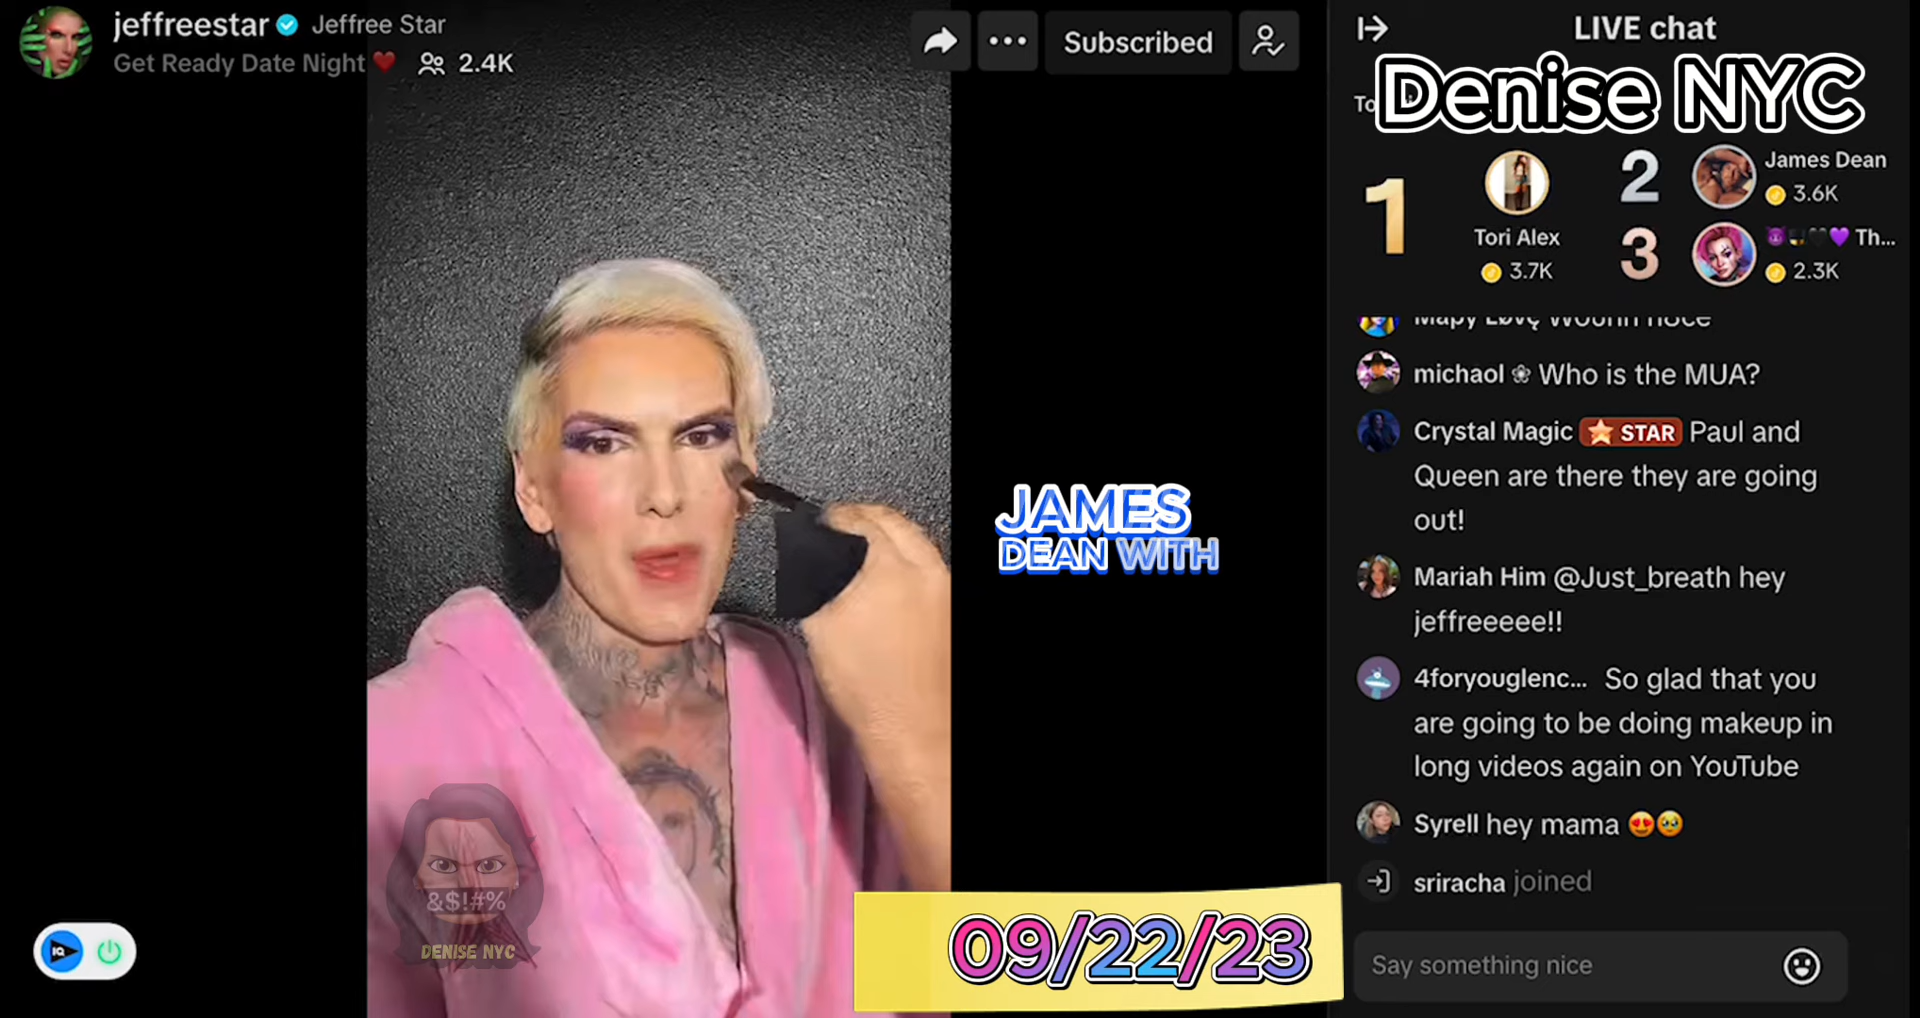 jeffreestar Jeffree Star
Get Ready Date Night 2.4K
Subscribed
LIVE chat
Denise NYC
1
Tori Alex
3.7K
2
James Dean
3.6K
3
Th...
2.3K
michaol Who is the MUA?
Crystal Magic STAR Paul and
Queen are there they are going
out!
Mariah Him @Just_breath hey
jeffreeeee!!
4foryouglenc... So glad that you
are going to be doing makeup in
long videos again on YouTube
Syrell hey mama
sriracha joined
Say something nice
JAMES
DEAN WITH
&$!#%
DENISE NYC
IQ
09/22/23